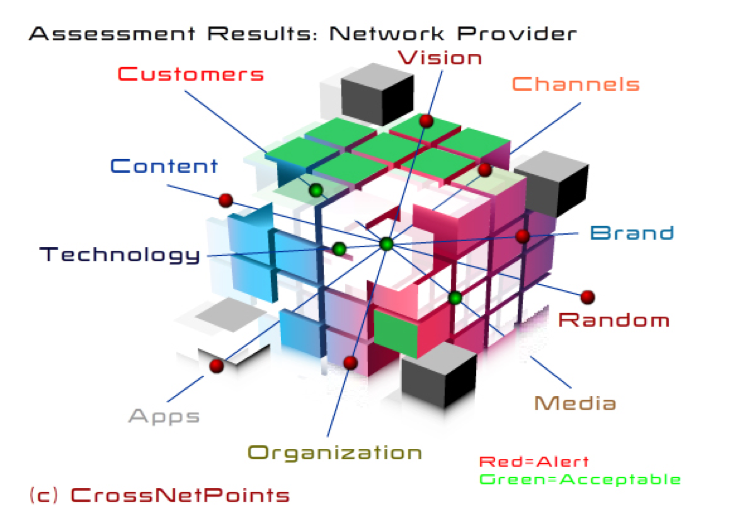 Assessment Results: Network Provider
Vision
Customers
Channels
Content
Brand
Technology
Random
Media
Apps
Organization
Red=Alert
Green=Acceptable
(c) CrossNetPoints